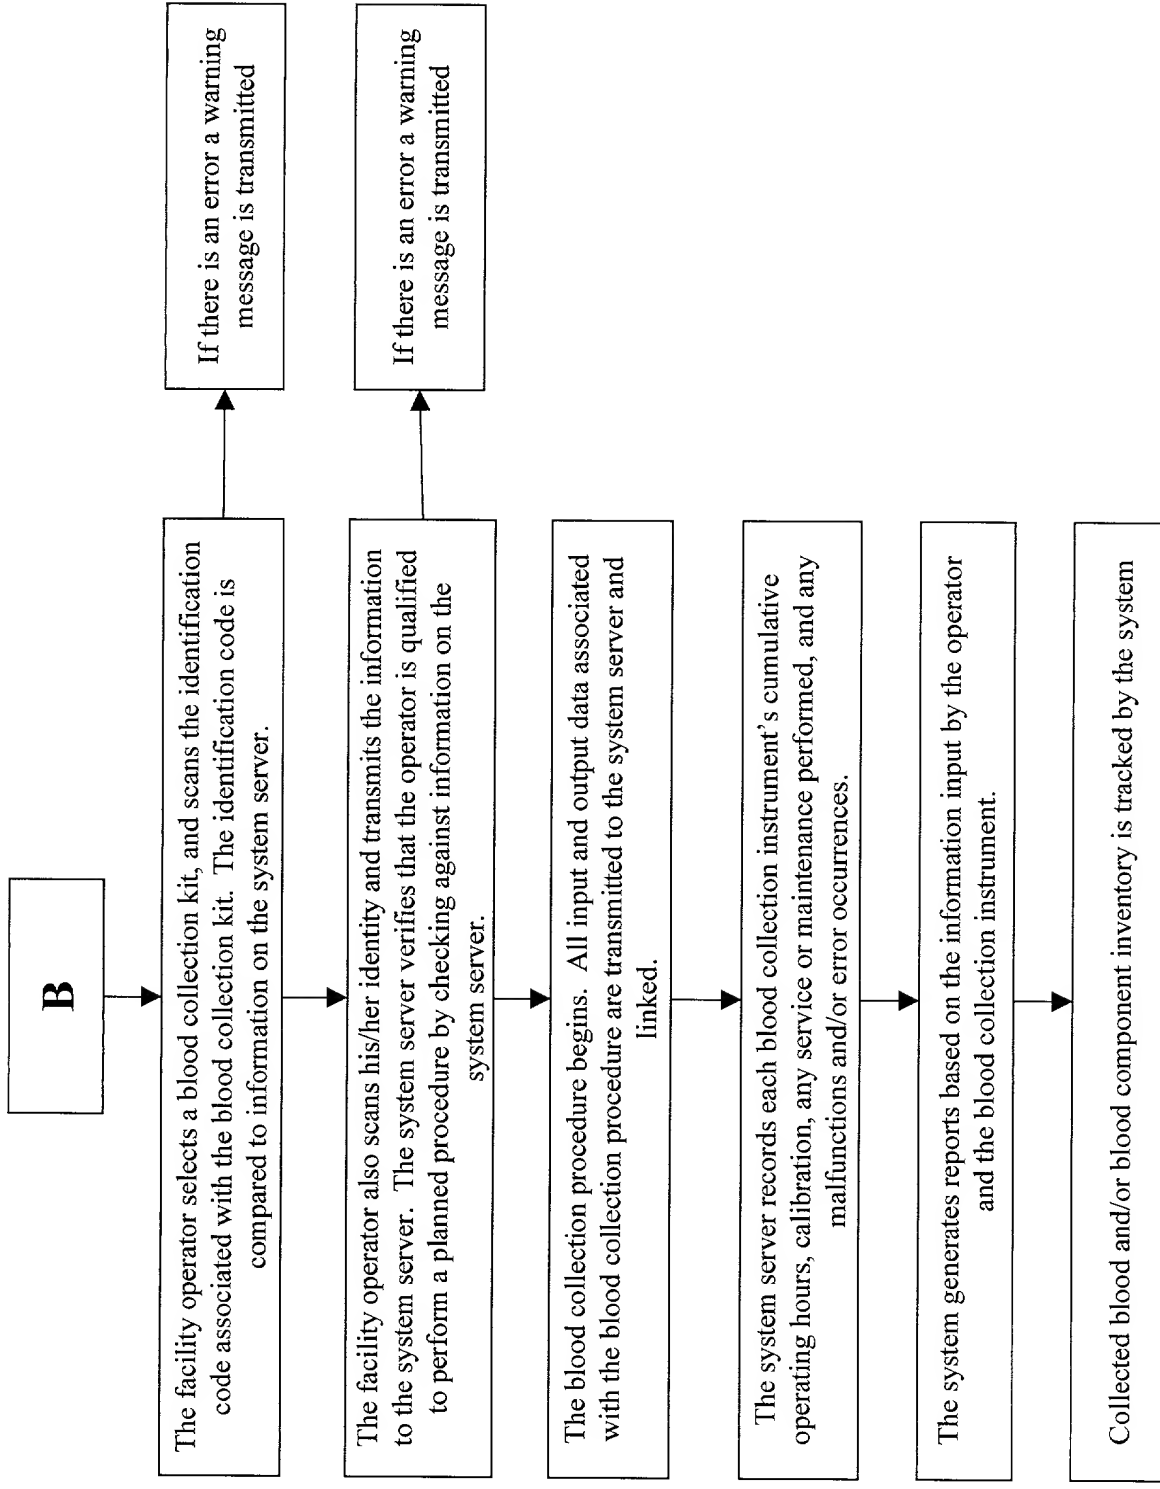 B
The facility operator selects a blood collection kit, and scans the identification
code associated with the blood collection kit. The identification code is
compared to information on the system server.
If there is an error a warning
message is transmitted
The facility operator also scans his/her identity and transmits the information
to the system server. The system server verifies that the operator is qualified
to perform a planned procedure by checking against information on the
system server.
If there is an error a warning
message is transmitted
The blood collection procedure begins. All input and output data associated
with the blood collection procedure are transmitted to the system server and
linked.
The system server records each blood collection instrument's cumulative
operating hours, calibration, any service or maintenance performed, and any
malfunctions and/or error occurrences.
The system generates reports based on the information input by the operator
and the blood collection instrument.
Collected blood and/or blood component inventory is tracked by the system